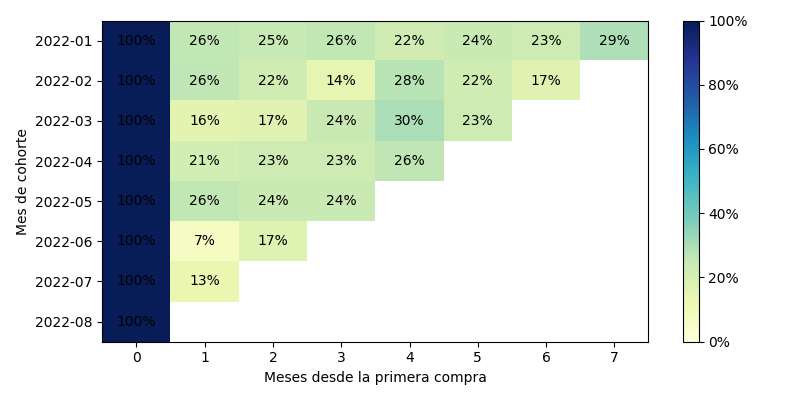 2022-01 100% 26% 25% 26% 22% 24% 23% 29%
2022-02 100% 26% 22% 14% 28% 22% 17%
2022-03 100% 16% 17% 24% 30% 23%
2022-04 100% 21% 23% 23% 26%
2022-05 100% 26% 24% 24%
2022-06 100% 7% 17%
2022-07 100% 13%
2022-08 100%
0 1 2 3 4 5 6 7
Meses desde la primera compra
Mes de cohorte
100%
80%
60%
40%
20%
0%